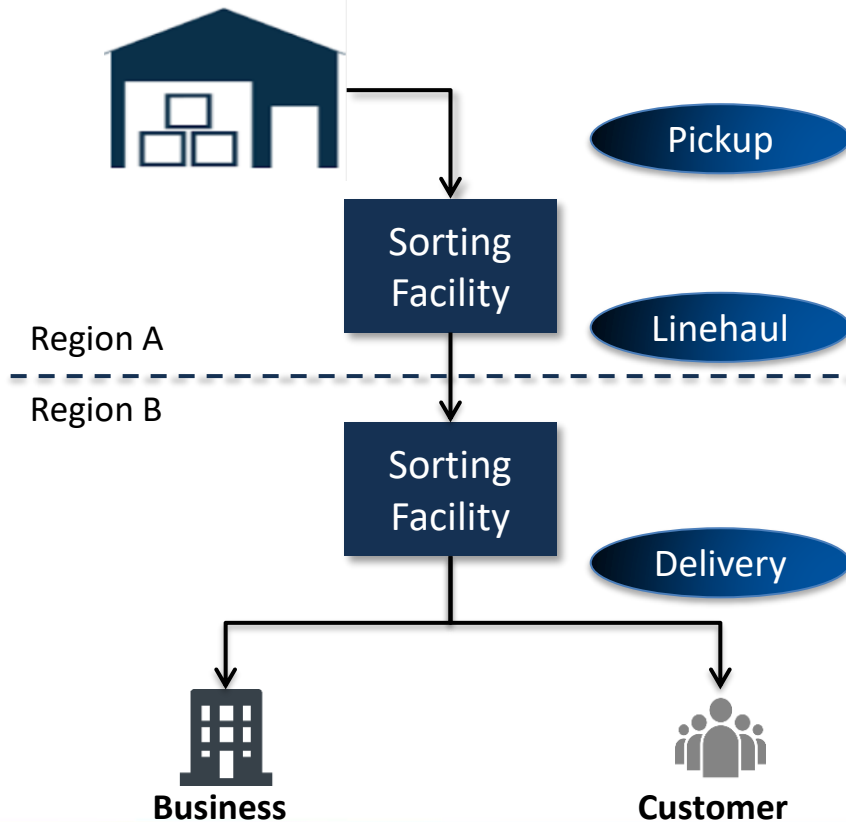 Pickup
Sorting
Facility
Linehaul
Region A
Region B
Sorting
Facility
Delivery
Business
Customer